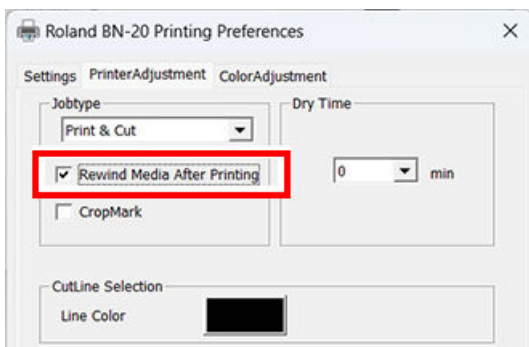 Roland BN-20 Printing Preferences
Settings PrinterAdjustment ColorAdjustment
Jobtype
Print & Cut
Rewind Media After Printing
CropMark
Dry Time
0 min
CutLine Selection
Line Color